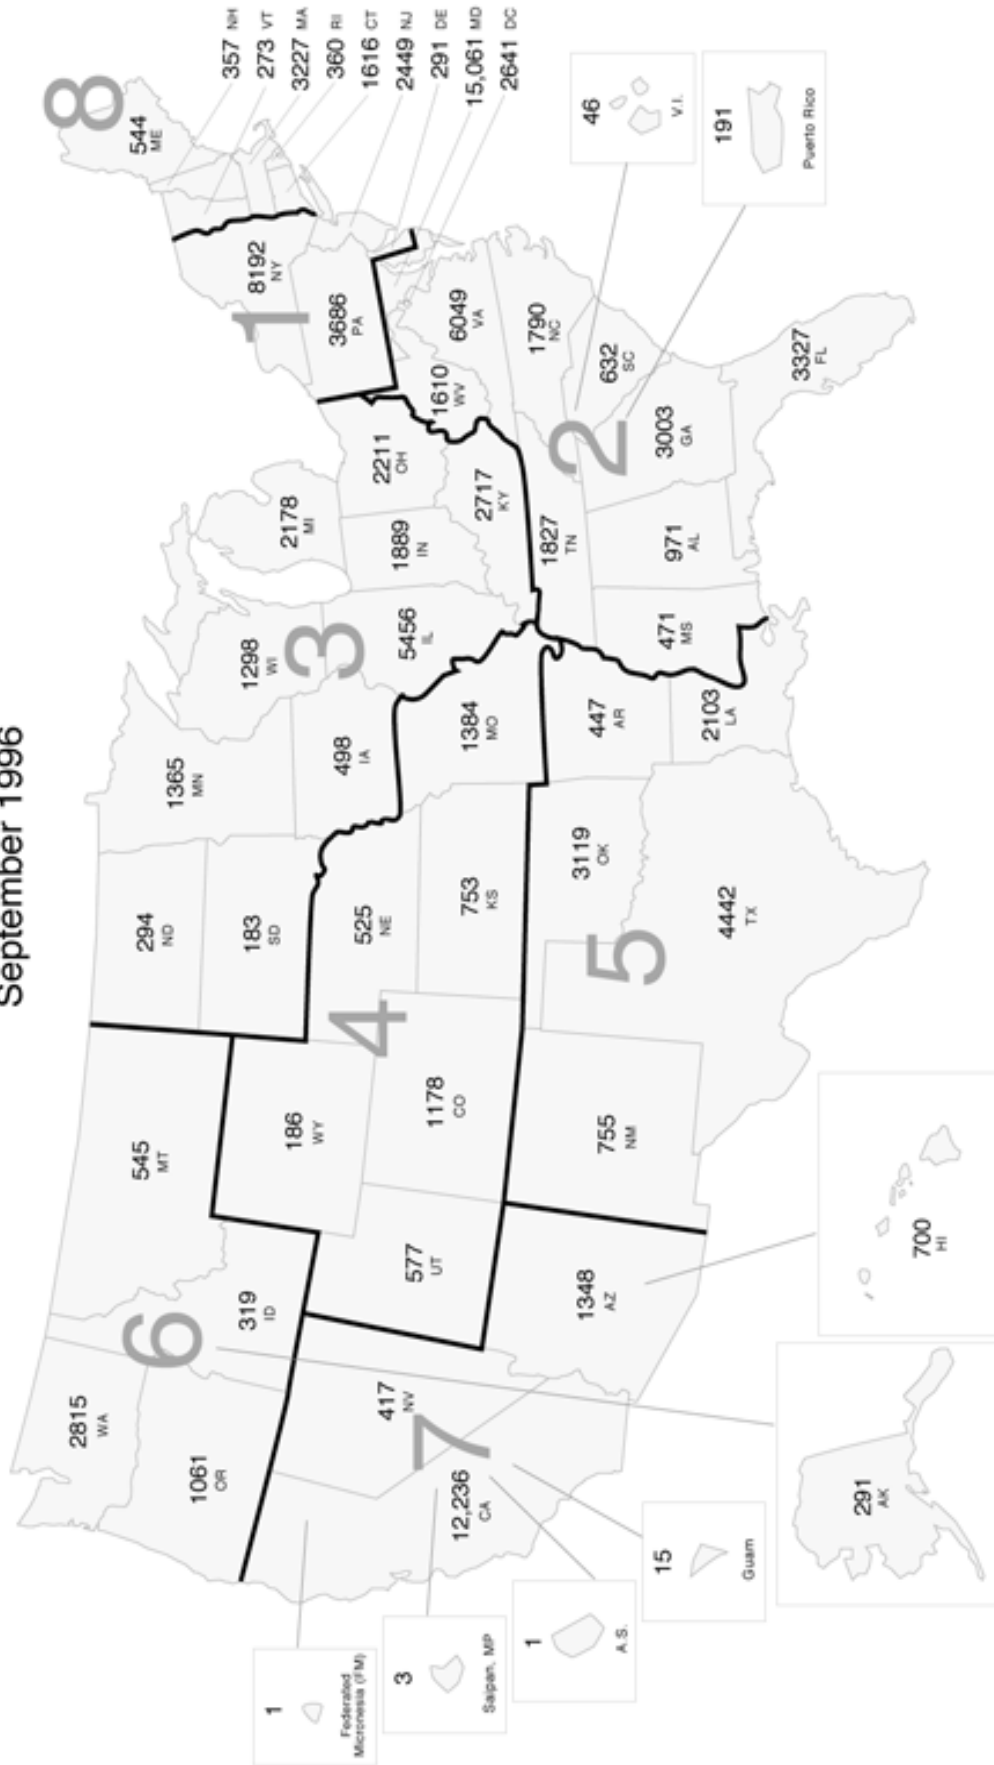 September 1996
8
544
ME
357 NH
273 VT
3227 MA
360 RI
1616 CT
2449 NJ
291 DE
15,061 MD
2641 DC
1
8192
NY
3686
PA
6049
VA
1610
WV
2
1790
NC
632
SC
3003
GA
3327
FL
1827
TN
971
AL
471
MS
46
V.I.
191
Puerto Rico
3
2178
MI
2211
OH
1889
IN
2717
KY
5456
IL
1298
WI
1365
MN
498
IA
294
ND
183
SD
4
1384
MO
525
NE
753
KS
186
WY
1178
CO
577
UT
5
447
AR
2103
LA
3119
OK
4442
TX
755
NM
6
545
MT
319
ID
2815
WA
1061
OR
291
AK
7
417
NV
12,236
CA
1348
AZ
700
HI
1
Federated
Micronesia (FM)
3
Saipan, MP
1
A.S.
15
Guam